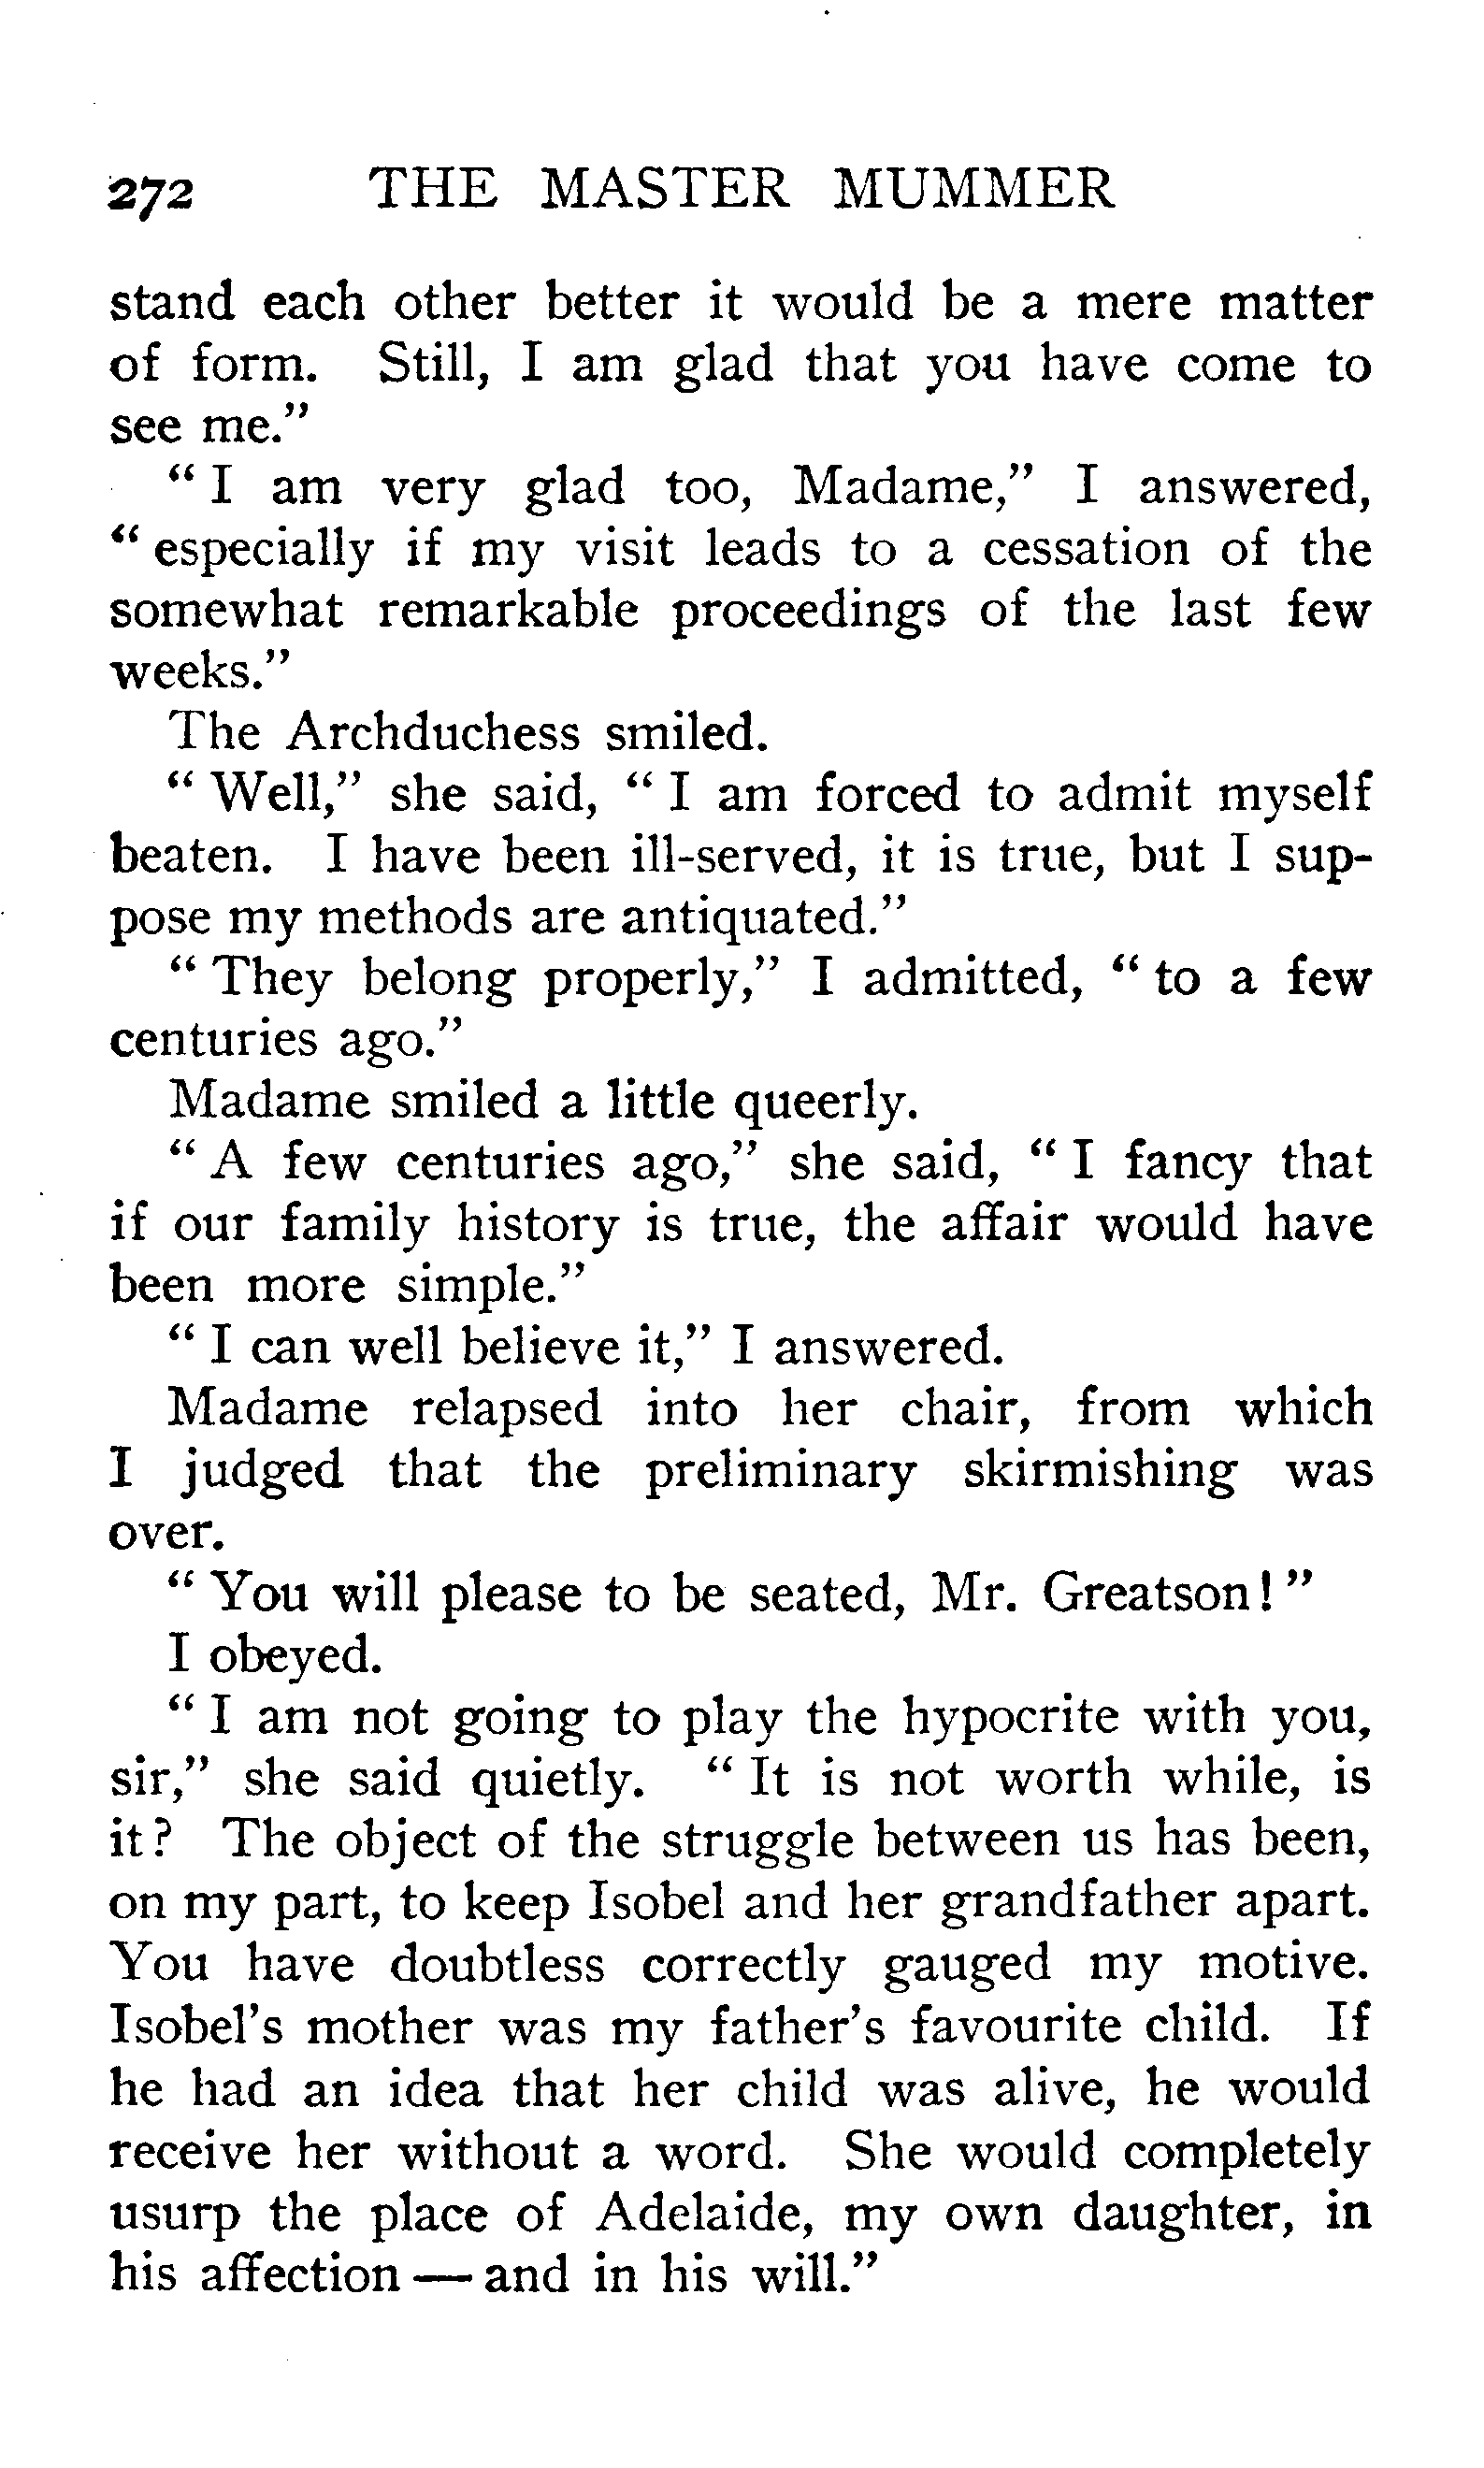 272 THE MASTER MUMMER
stand each other better it would be a mere matter
of form. Still, I am glad that you have come to
see me."
"I am very glad too, Madame," I answered,
"especially if my visit leads to a cessation of the
somewhat remarkable proceedings of the last few
weeks."
The Archduchess smiled.
"Well," she said, "I am forced to admit myself
beaten. I have been ill-served, it is true, but I sup-
pose my methods are antiquated."
"They belong properly," I admitted, "to a few
centuries ago."
Madame smiled a little queerly.
"A few centuries ago," she said, "I fancy that
if our family history is true, the affair would have
been more simple."
"I can well believe it," I answered.
Madame relapsed into her chair, from which
I judged that the preliminary skirmishing was
over.
"You will please to be seated, Mr. Greatson!"
I obeyed.
"I am not going to play the hypocrite with you,
sir," she said quietly. "It is not worth while, is
it? The object of the struggle between us has been,
on my part, to keep Isobel and her grandfather apart.
You have doubtless correctly gauged my motive.
Isobel's mother was my father's favourite child. If
he had an idea that her child was alive, he would
receive her without a word. She would completely
usurp the place of Adelaide, my own daughter, in
his affection — and in his will."